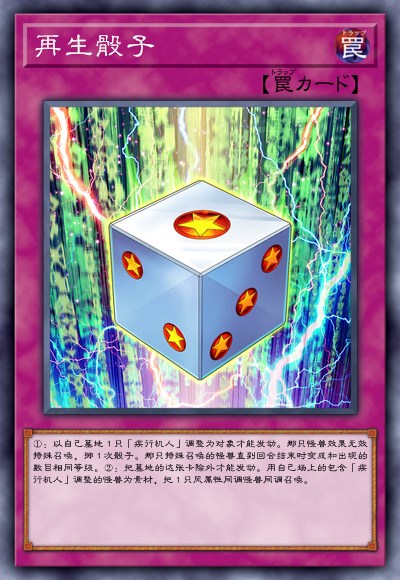 再生骰子
トラップ
罠
トラップ
【罠カード】
①：以自己墓地1只「疾行机人」调整为对象才能发动。那只怪兽效果无效
特殊召唤，掷1次骰子。那只特殊召唤的怪兽直到回合结束时变成和出现的
数目相同等级。②：把墓地的这张卡除外才能发动。用自己场上的包含「疾
行机人」调整的怪兽为素材，把1只风属性同调怪兽同调召唤。